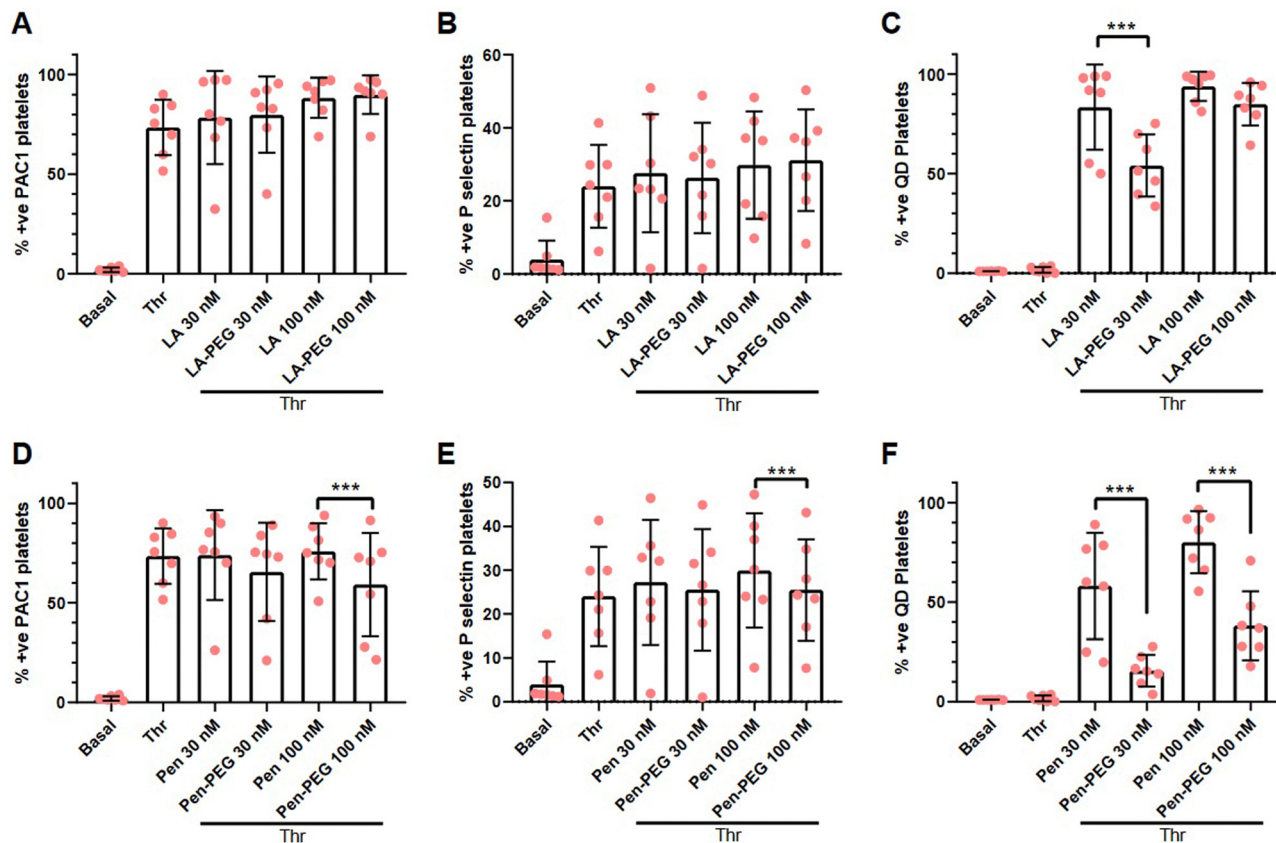 A
% +ve PAC1 platelets
100
50
0
Basal
Thr
LA 30 nM
LA-PEG 30 nM
LA 100 nM
LA-PEG 100 nM
Thr
B
% +ve P selectin platelets
60
40
20
0
Basal
Thr
LA 30 nM
LA-PEG 30 nM
LA 100 nM
LA-PEG 100 nM
Thr
C
% +ve QD Platelets
100
50
0
***
Basal
Thr
LA 30 nM
LA-PEG 30 nM
LA 100 nM
LA-PEG 100 nM
Thr
D
% +ve PAC1 platelets
100
50
0
***
Basal
Thr
Pen 30 nM
Pen-PEG 30 nM
Pen 100 nM
Pen-PEG 100 nM
Thr
E
% +ve P selectin platelets
50
40
30
20
10
0
***
Basal
Thr
Pen 30 nM
Pen-PEG 30 nM
Pen 100 nM
Pen-PEG 100 nM
Thr
F
% +ve QD Platelets
100
50
0
***
***
Basal
Thr
Pen 30 nM
Pen-PEG 30 nM
Pen 100 nM
Pen-PEG 100 nM
Thr